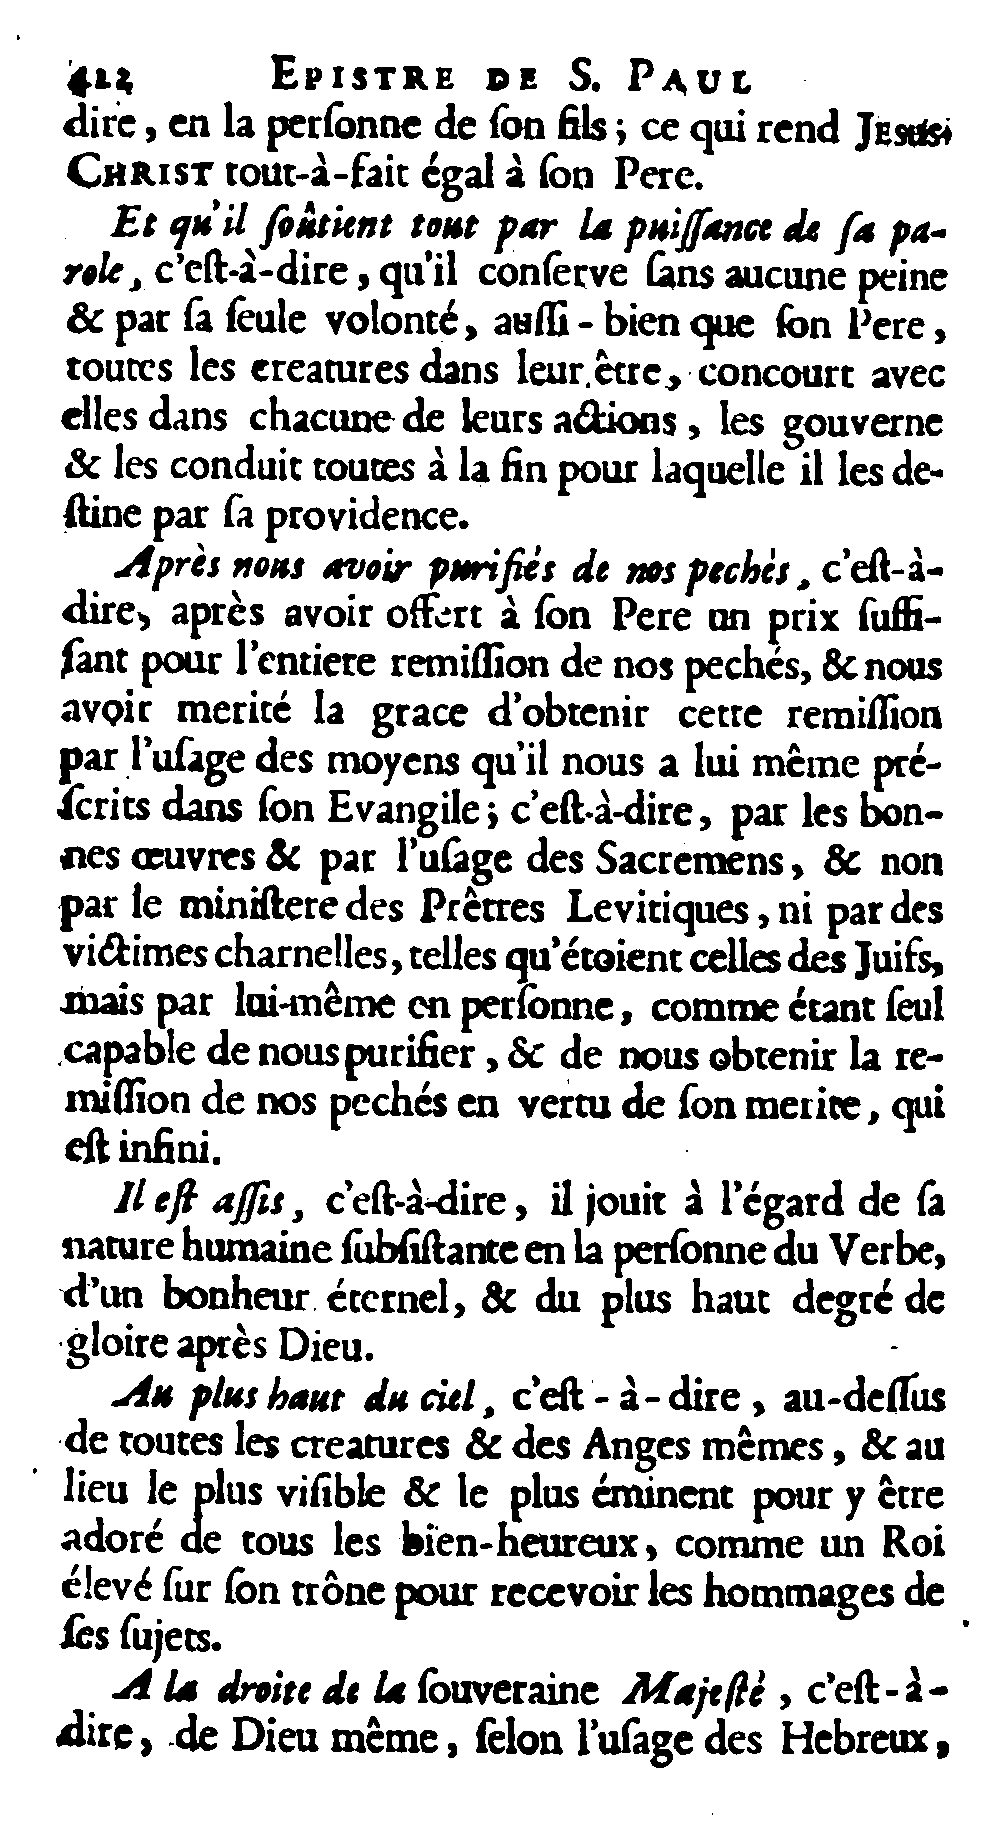 412 EPISTRE DE S. PAUL
dire, en la perſonne de ſon fils; ce qui rend JESUS-
CHRIST tout-à-fait égal à ſon Pere.
Et qu'il ſoûtient tout par la puiſſance de ſa pa-
role, c'eſt-à-dire, qu'il conſerve ſans aucune peine
& par ſa ſeule volonté, auſſi-bien que ſon Pere,
toutes les creatures dans leur être, concourt avec
elles dans chacune de leurs actions, les gouverne
& les conduit toutes à la fin pour laquelle il les de-
ſtine par ſa providence.
Après nous avoir purifiés de nos pechés, c'eſt-à-
dire, après avoir offert à ſon Pere un prix ſuffi-
ſant pour l'entiere remiſſion de nos pechés, & nous
avoir merité la grace d'obtenir cette remiſſion
par l'uſage des moyens qu'il nous a lui même pré-
ſcrits dans ſon Evangile; c'eſt-à-dire, par les bon-
nes œuvres & par l'uſage des Sacremens, & non
par le miniſtere des Prêtres Levitiques, ni par des
victimes charnelles, telles qu'étoient celles des Juifs,
mais par lui-même en perſonne, comme étant ſeul
capable de nous purifier, & de nous obtenir la re-
miſſion de nos pechés en vertu de ſon merite, qui
eſt infini.
Il eſt aſſis, c'eſt-à-dire, il jouit à l'égard de ſa
nature humaine ſubſiſtante en la perſonne du Verbe,
d'un bonheur éternel, & du plus haut degré de
gloire après Dieu.
Au plus haut du ciel, c'eſt-à-dire, au-deſſus
de toutes les creatures & des Anges mêmes, & au
lieu le plus viſible & le plus éminent pour y être
adoré de tous les bien-heureux, comme un Roi
élevé ſur ſon trône pour recevoir les hommages de
ſes ſujets.
A la droite de la ſouveraine Majeſté, c'eſt-à-
dire, de Dieu même, ſelon l'uſage des Hebreux,